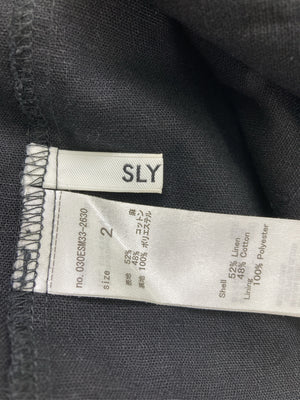 SLY
no. 030ESM33-2630
size 2
麻
コットン
ポリエステル
表地 52%
48%
裏地 100%
Shell
52% Linen
48% Cotton
Lining
100% Polyester